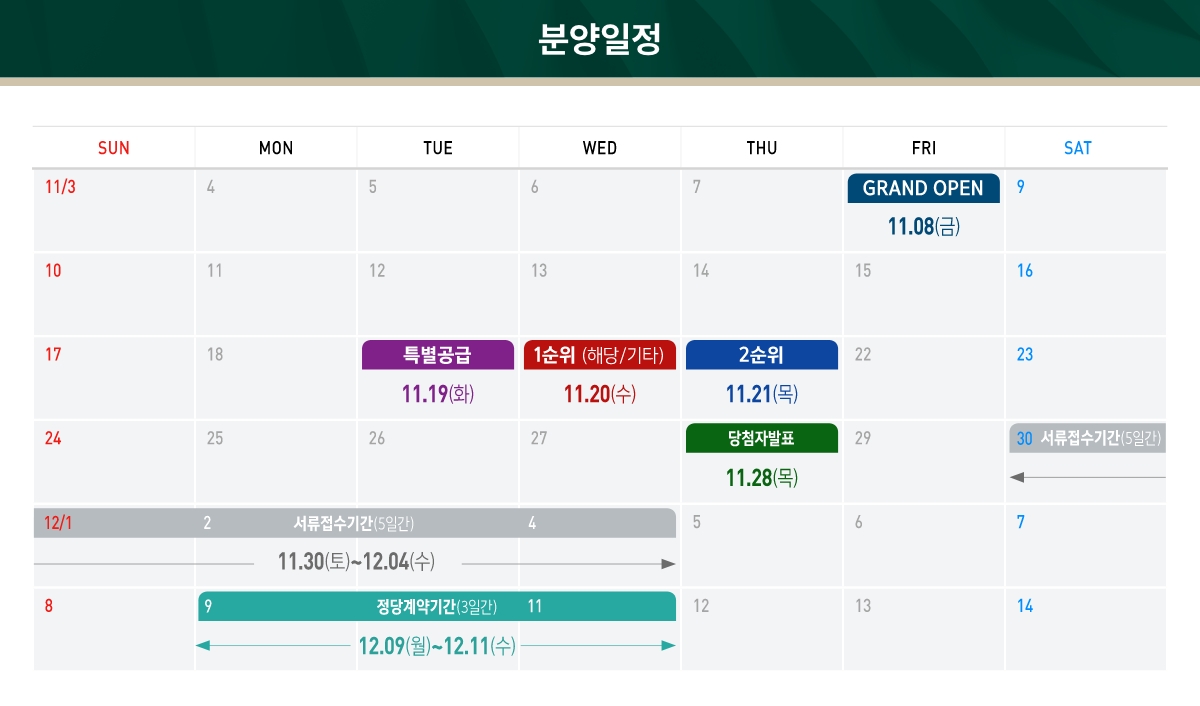 분양일정
SUN MON TUE WED THU FRI SAT
11/3 4 5 6 7 GRAND OPEN 9
11.08(금)
10 11 12 13 14 15 16
17 18 특별공급 1순위 (해당/기타) 2순위 22 23
11.19(화) 11.20(수) 11.21(목)
24 25 26 27 당첨자발표 29 30 서류접수기간(5일간)
11.28(목)
12/1 2 서류접수기간(5일간) 4 5 6 7
11.30(토)~12.04(수)
8 9 정당계약기간(3일간) 11 12 13 14
12.09(월)~12.11(수)